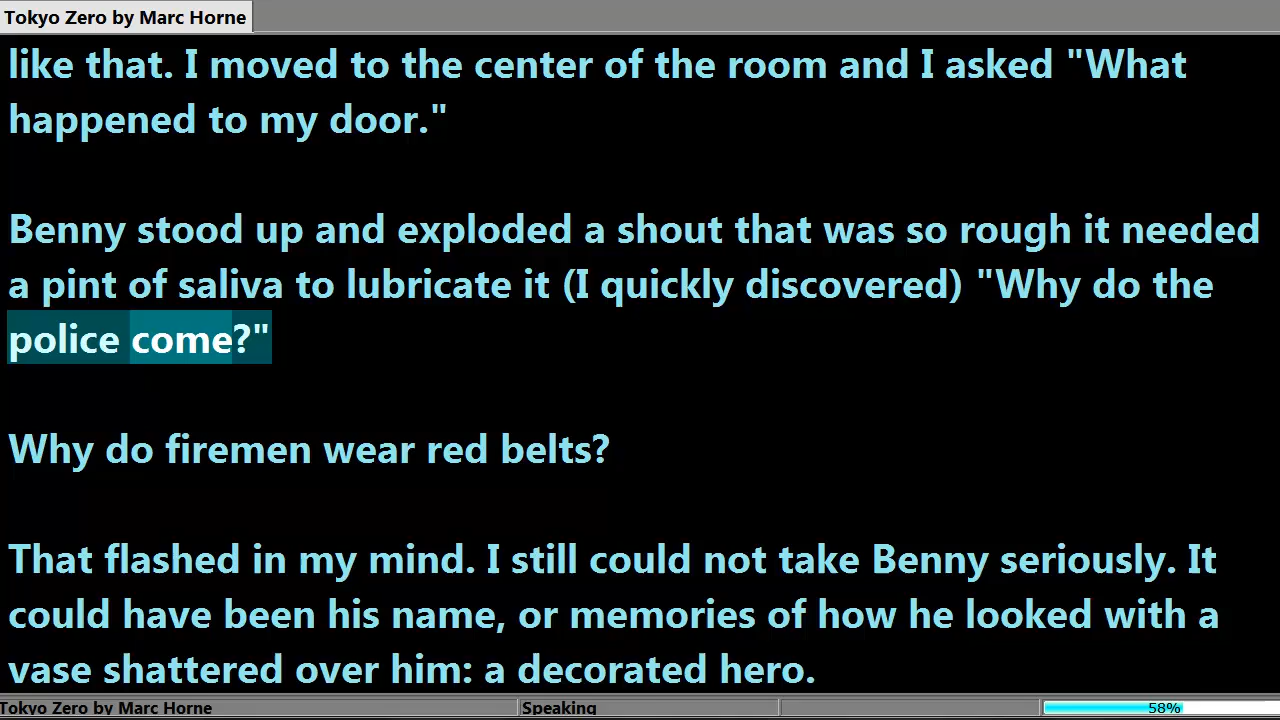 Tokyo Zero by Marc Horne
like that. I moved to the center of the room and I asked "What
happened to my door."
Benny stood up and exploded a shout that was so rough it needed
a pint of saliva to lubricate it (I quickly discovered) "Why do the
police come?"
Why do firemen wear red belts?
That flashed in my mind. I still could not take Benny seriously. It
could have been his name, or memories of how he looked with a
vase shattered over him: a decorated hero.
Tokyo Zero by Marc Horne
Speaking
58%